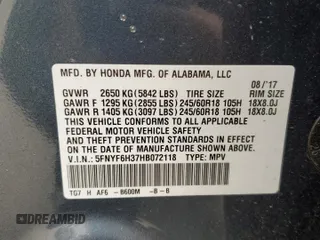 MFD. BY HONDA MFG. OF ALABAMA, LLC
08/'17
GVWR 2650 KG(5842 LBS) TIRE SIZE RIM SIZE
GAWR F 1295 KG(2855 LBS)245/60R18 105H 18X8.0J
GAWR R 1405 KG(3097 LBS)245/60R18 105H 18X8.0J
THIS VEHICLE CONFORMS TO ALL APPLICABLE
FEDERAL MOTOR VEHICLE SAFETY, BUMPER,
AND THEFT PREVENTION STANDARDS IN EFFECT
ON THE DATE OF MANUFACTURE SHOWN ABOVE.
V.I.N.: 5FNYF6H37HB072118 TYPE: MPV
TG7 H AF6 -B600M -B-B
DREAMBID